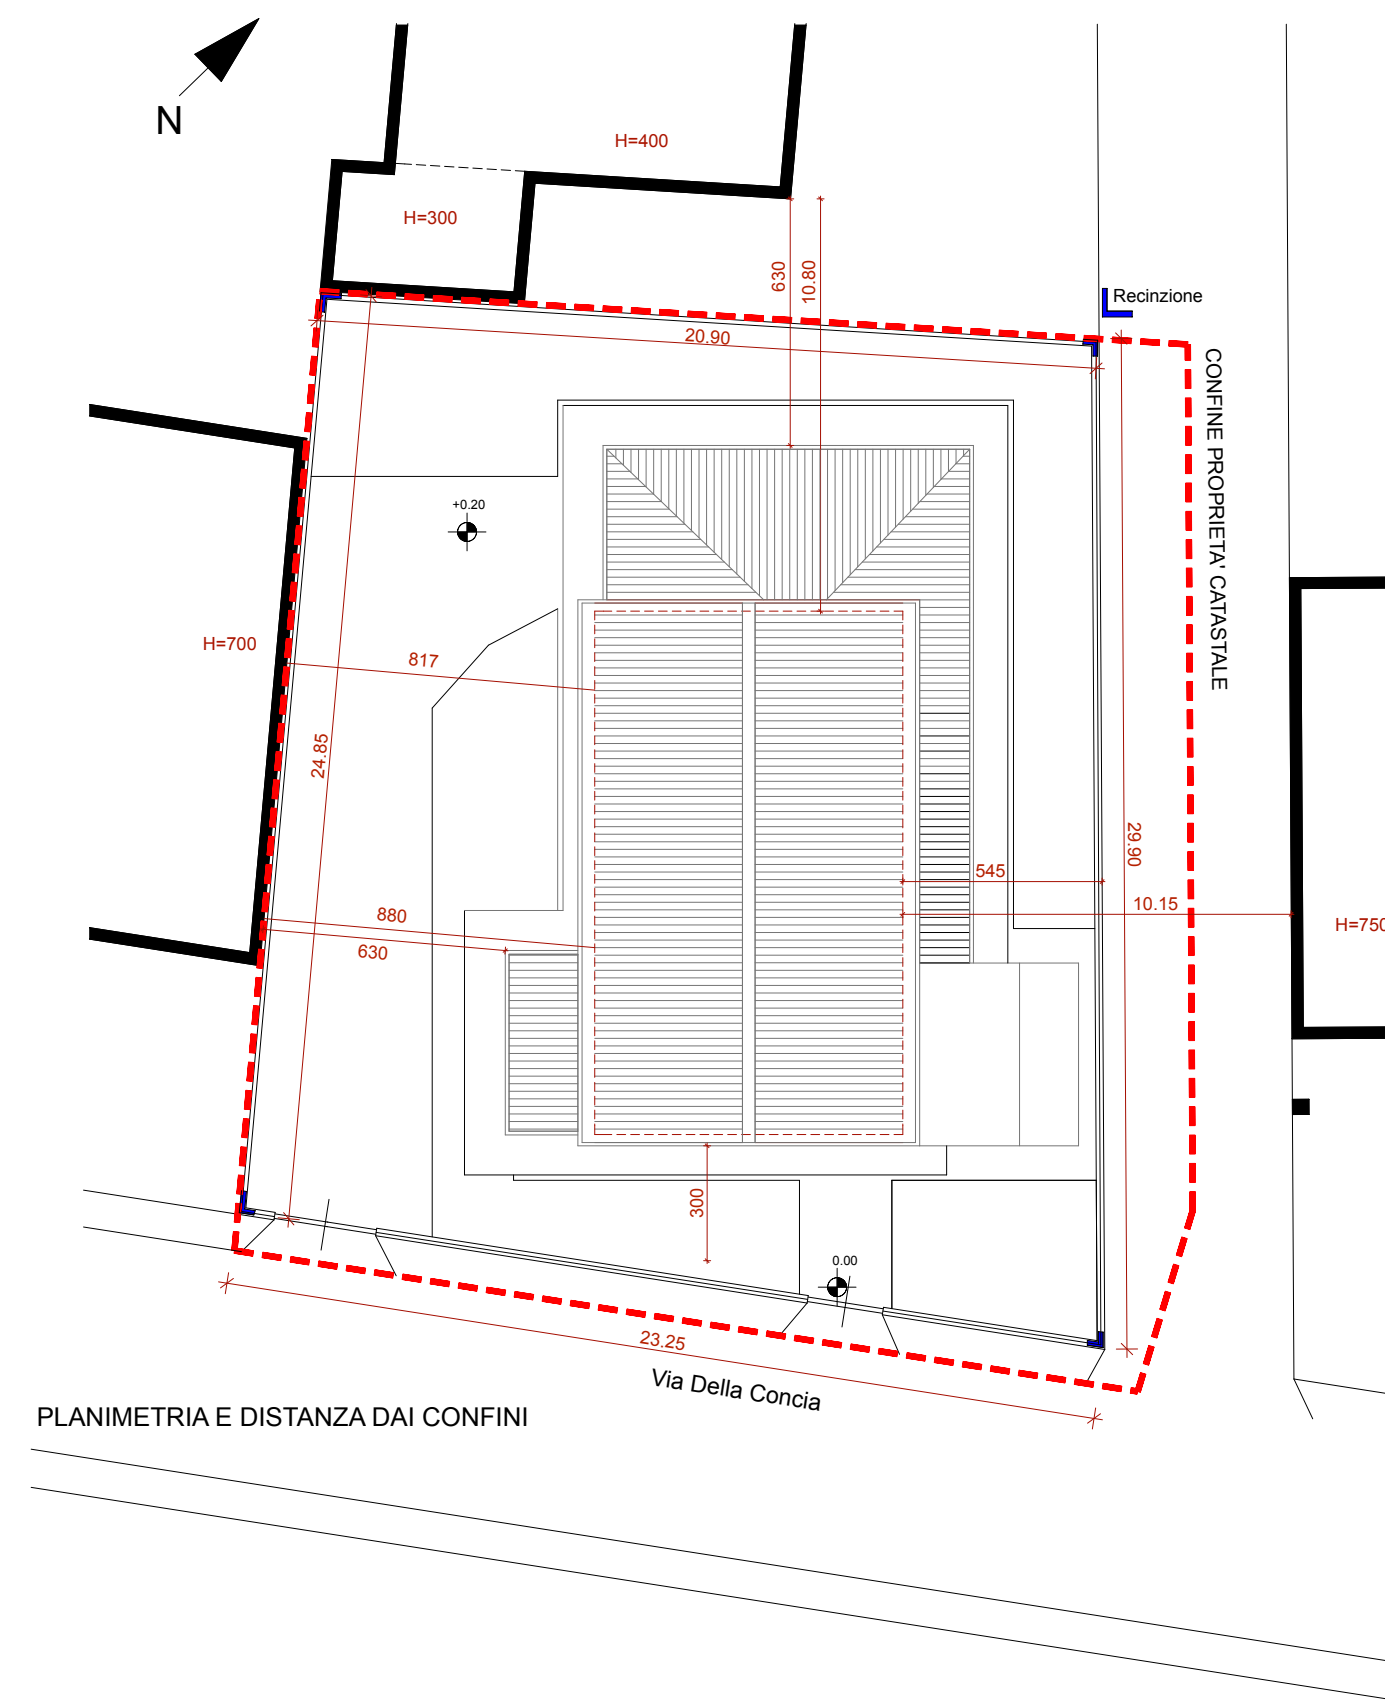 N
H=400
H=300
630
10.80
Recinzione
20.90
CONFINE PROPRIETA' CATASTALE
+0.20
H=700
817
24.85
29.90
545
10.15
880
H=750
630
300
0.00
23.25
Via Della Concia
PLANIMETRIA E DISTANZA DAI CONFINI